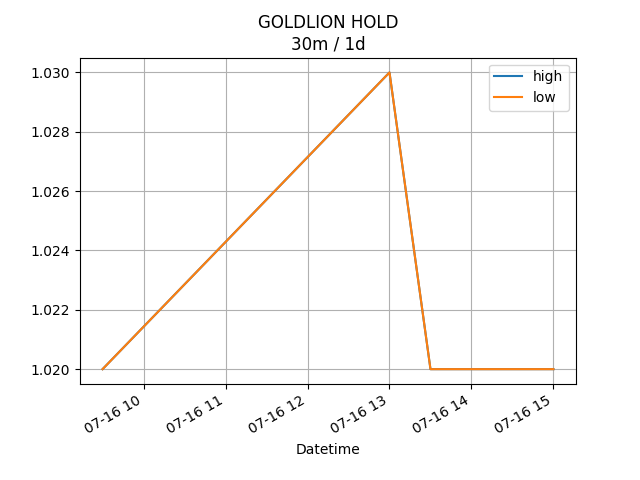 GOLDLION HOLD
30m / 1d
high
low
1.030
1.028
1.026
1.024
1.022
1.020
07-16 10
07-16 11
07-16 12
07-16 13
07-16 14
07-16 15
Datetime